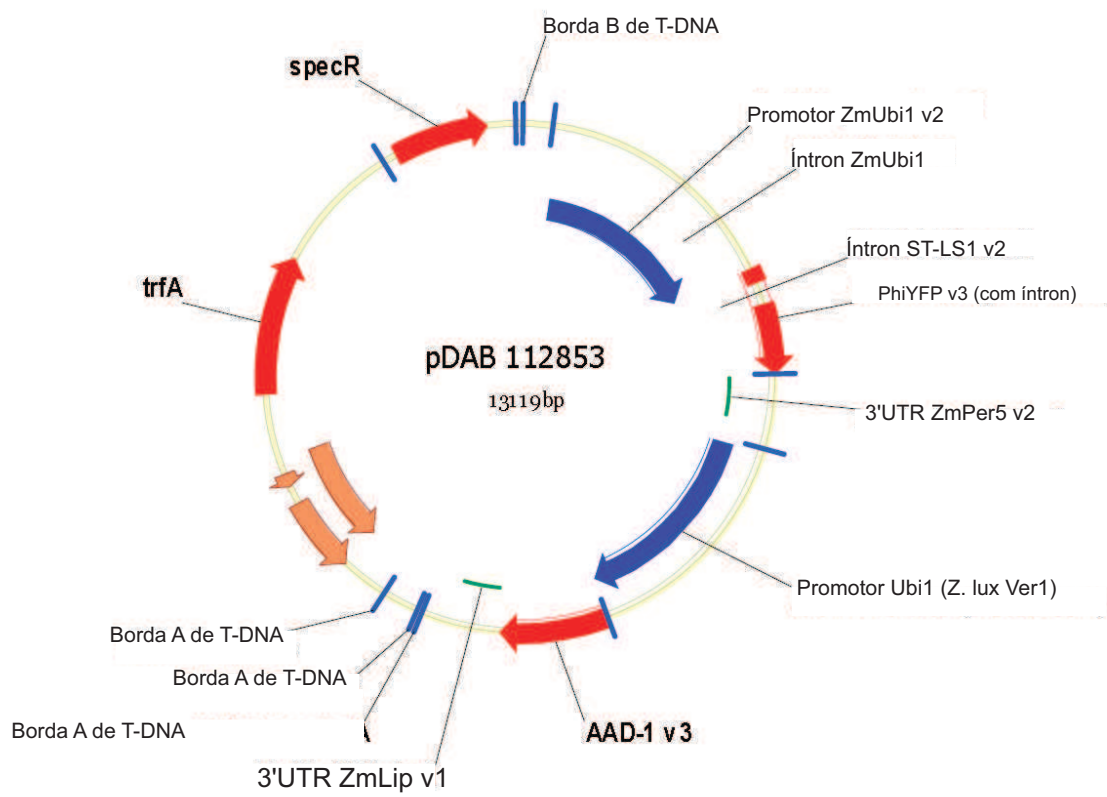 Borda B de T-DNA
specR
Promotor ZmUbi1 v2
Íntron ZmUbi1
Íntron ST-LS1 v2
PhiYFP v3 (com íntron)
trfA
pDAB 112853
13119bp
3'UTR ZmPer5 v2
Promotor Ubi1 (Z. lux Ver1)
Borda A de T-DNA
Borda A de T-DNA
Borda A de T-DNA
AAD-1 v3
3'UTR ZmLip v1